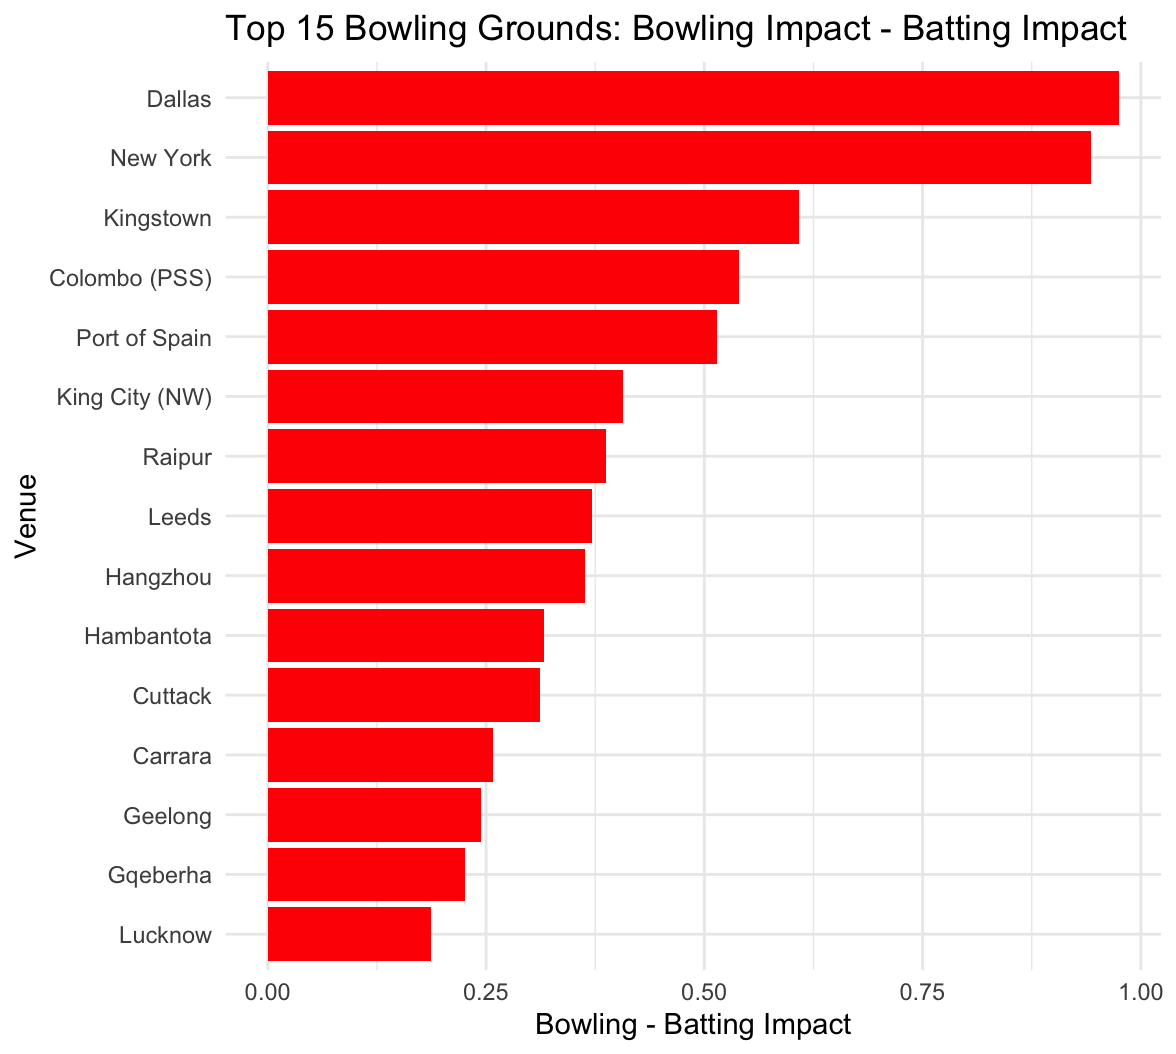 Top 15 Bowling Grounds: Bowling Impact - Batting Impact
Venue
Dallas
New York
Kingstown
Colombo (PSS)
Port of Spain
King City (NW)
Raipur
Leeds
Hangzhou
Hambantota
Cuttack
Carrara
Geelong
Gqeberha
Lucknow
0.00 0.25 0.50 0.75 1.00
Bowling - Batting Impact